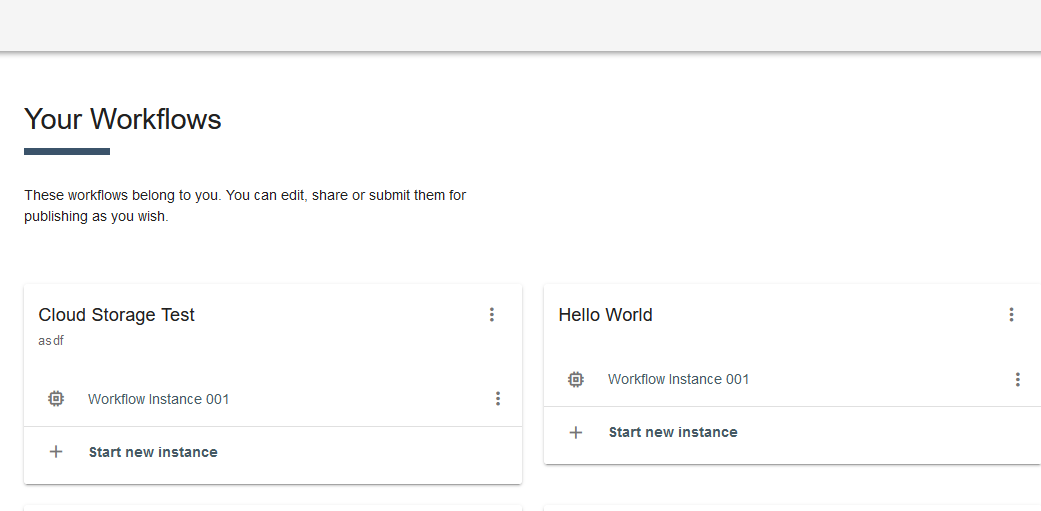 Your Workflows
These workflows belong to you. You can edit, share or submit them for
publishing as you wish.
Cloud Storage Test
asdf
Workflow Instance 001
Start new instance
Hello World
Workflow Instance 001
Start new instance